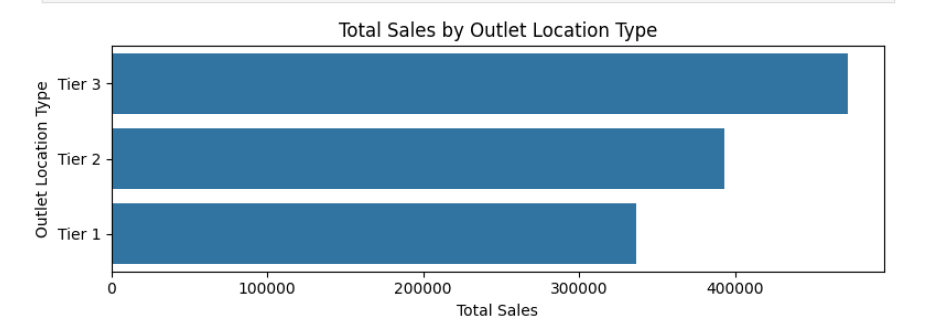 Total Sales by Outlet Location Type
Outlet Location Type
Tier 3
Tier 2
Tier 1
0 100000 200000 300000 400000
Total Sales